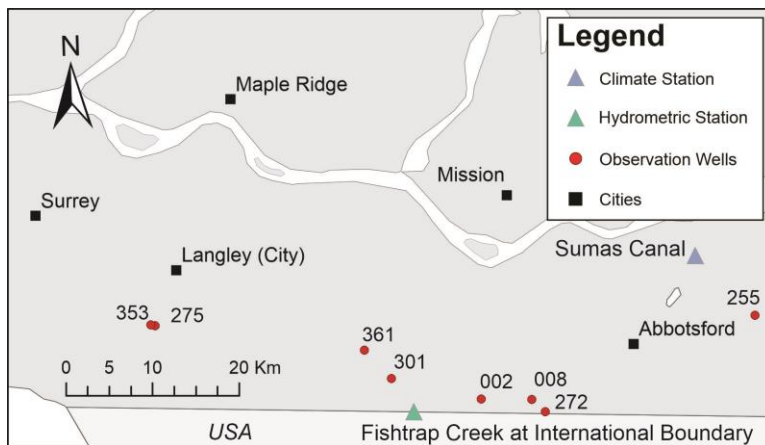 N
Maple Ridge
Mission
Surrey
Langley (City)
Sumas Canal
353 275
255
361
Abbotsford
301
0 5 10 20 Km
002 008
272
USA
Fishtrap Creek at International Boundary
Legend
Climate Station
Hydrometric Station
Observation Wells
Cities